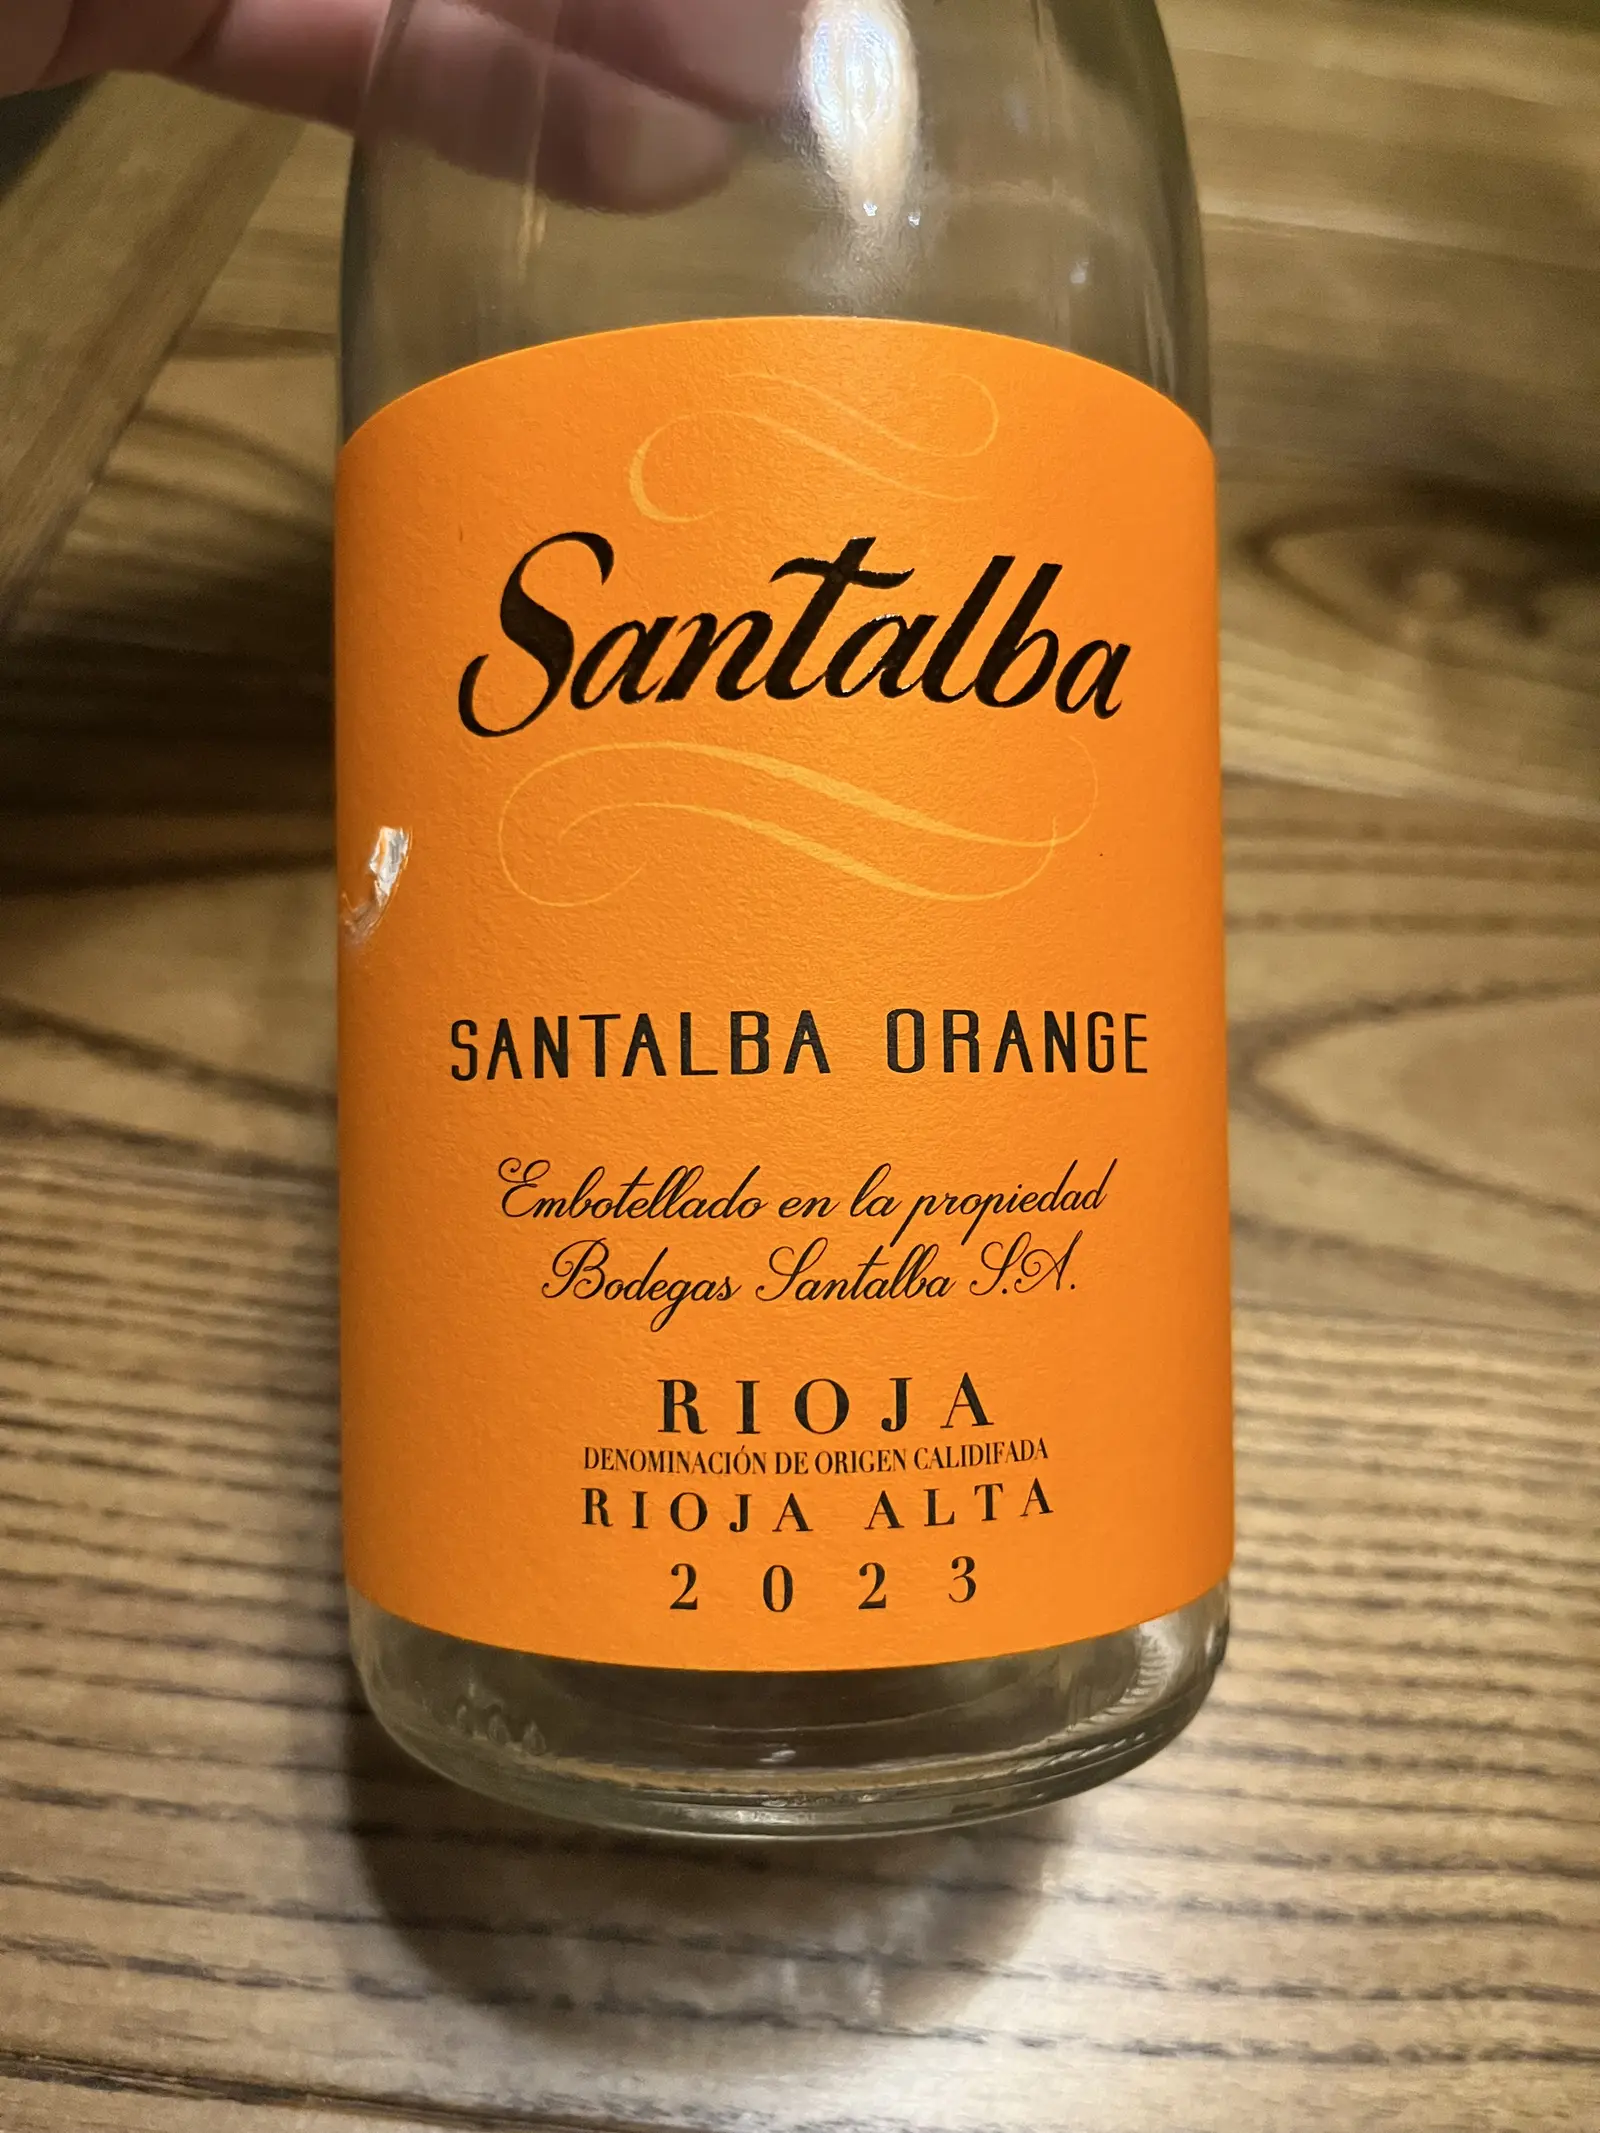 Santalba
SANTALBA ORANGE
Embotellado en la propiedad
Bodegas Santalba S.A.
RIOJA
DENOMINACIÓN DE ORIGEN CALIDIFADA
RIOJA ALTA
2023